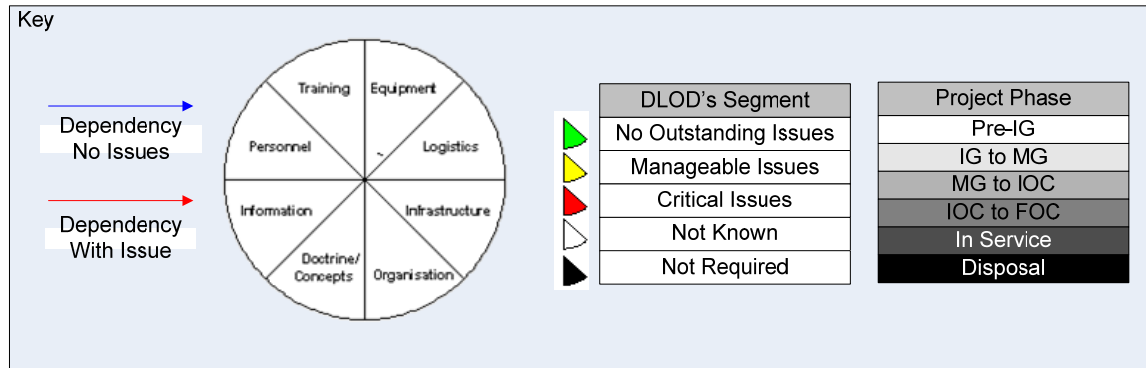 Key
Dependency
No Issues
Dependency
With Issue
Training
Equipment
Personnel
Logistics
Information
Infrastructure
Doctrine/
Concepts
Organisation
DLOD's Segment
No Outstanding Issues
Manageable Issues
Critical Issues
Not Known
Not Required
Project Phase
Pre-IG
IG to MG
MG to IOC
IOC to FOC
In Service
Disposal